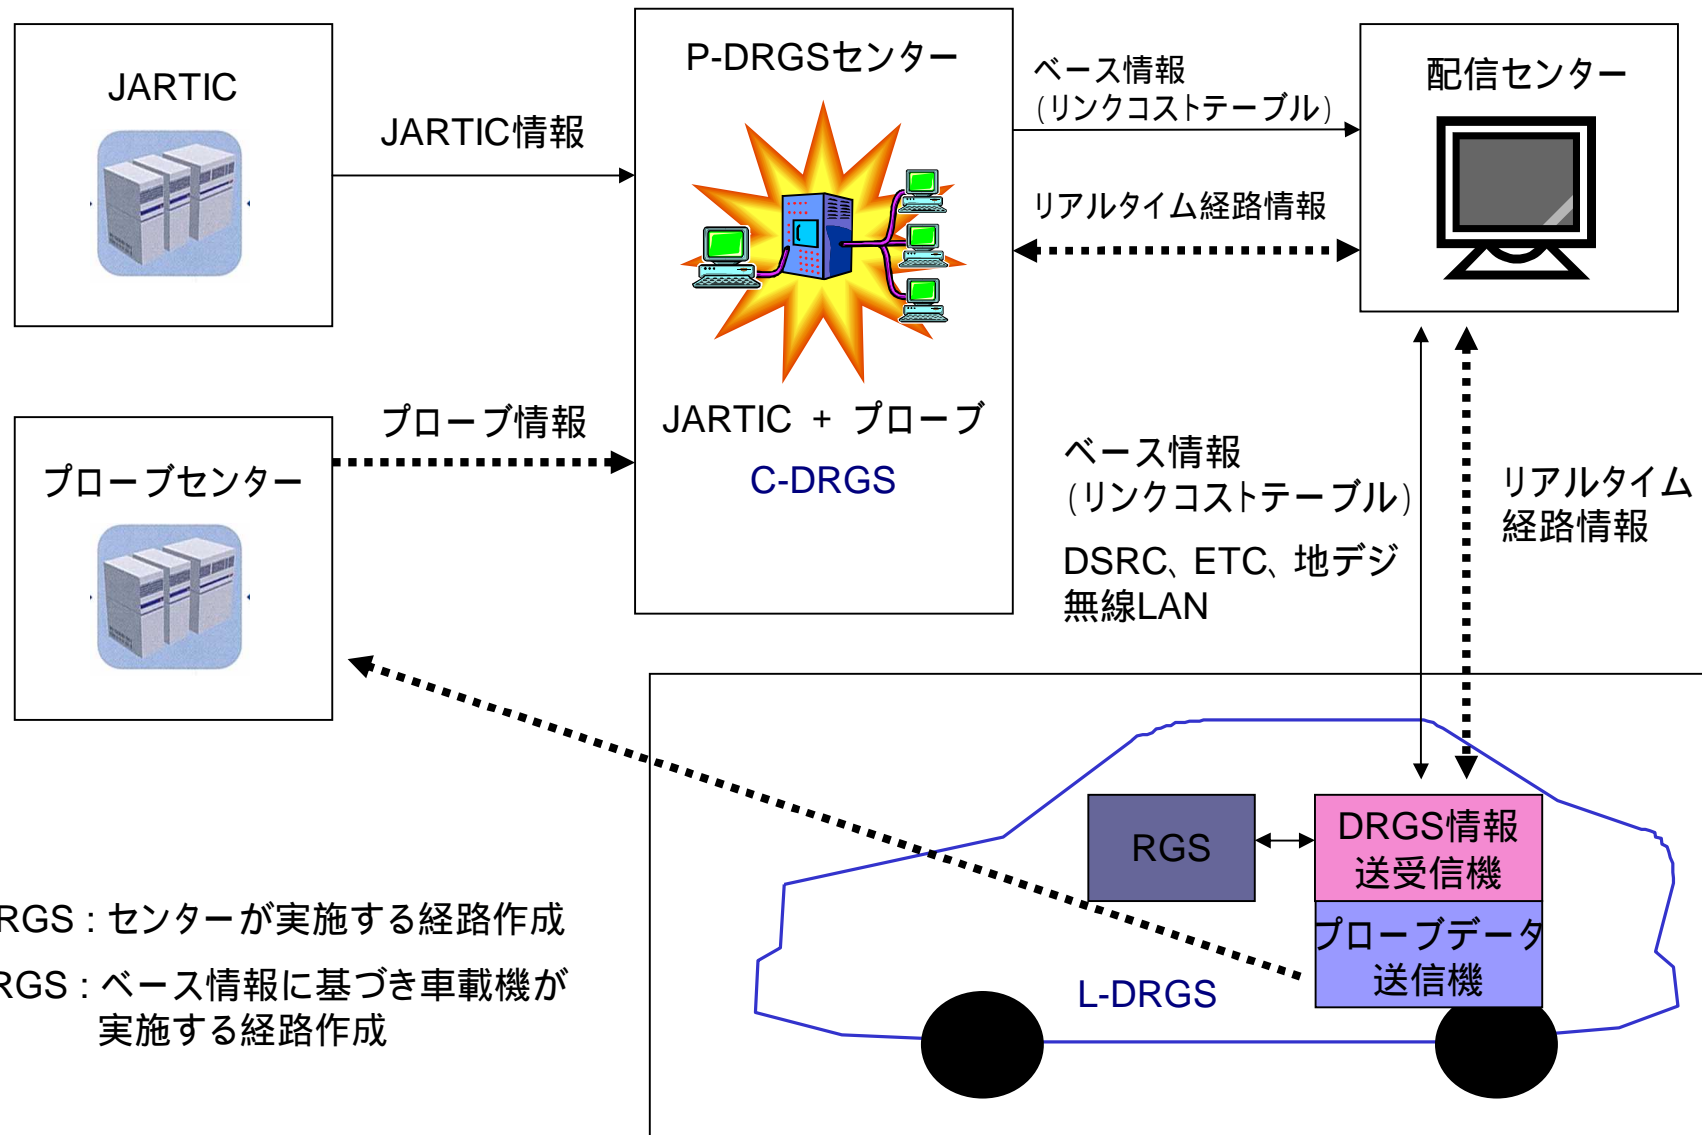 JARTIC
JARTIC情報
P-DRGSセンター
ベース情報
(リンクコストテーブル)
配信センター
リアルタイム経路情報
プローブ情報
プローブセンター
JARTIC + プローブ
C-DRGS
ベース情報
(リンクコストテーブル)
DSRC、ETC、地デジ
無線LAN
リアルタイム
経路情報
RGS
DRGS情報
送受信機
プローブデータ
送信機
L-DRGS
RGS : センターが実施する経路作成
RGS : ベース情報に基づき車載機が
実施する経路作成